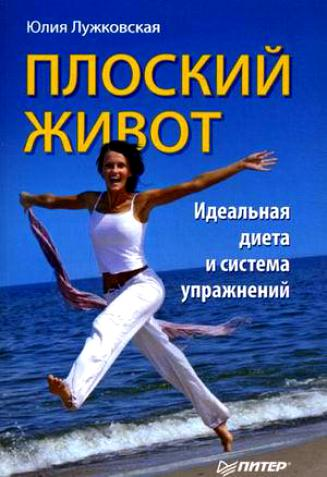 Юлия Лужковская
ПЛОСКИЙ
ЖИВОТ
Идеальная
диета
и система
упражнений
ПИТЕР